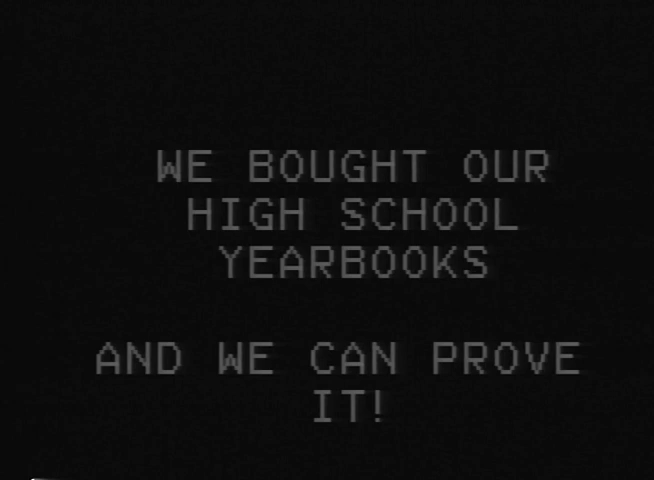 WE BOUGHT OUR
HIGH SCHOOL
YEARBOOKS
AND WE CAN PROVE
IT!